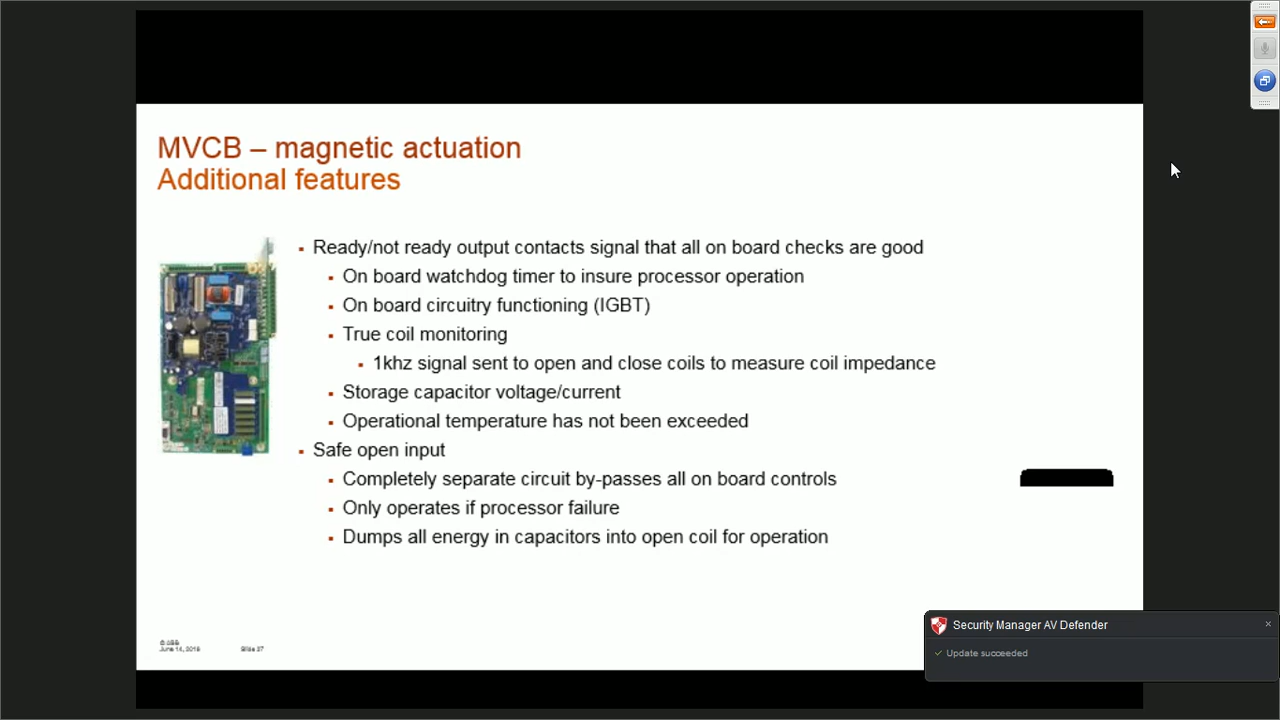 MVCB – magnetic actuation
Additional features
Ready/not ready output contacts signal that all on board checks are good
On board watchdog timer to insure processor operation
On board circuitry functioning (IGBT)
True coil monitoring
1khz signal sent to open and close coils to measure coil impedance
Storage capacitor voltage/current
Operational temperature has not been exceeded
Safe open input
Completely separate circuit by-passes all on board controls
Only operates if processor failure
Dumps all energy in capacitors into open coil for operation
© ABB
Slide 27
Security Manager AV Defender
Update succeeded